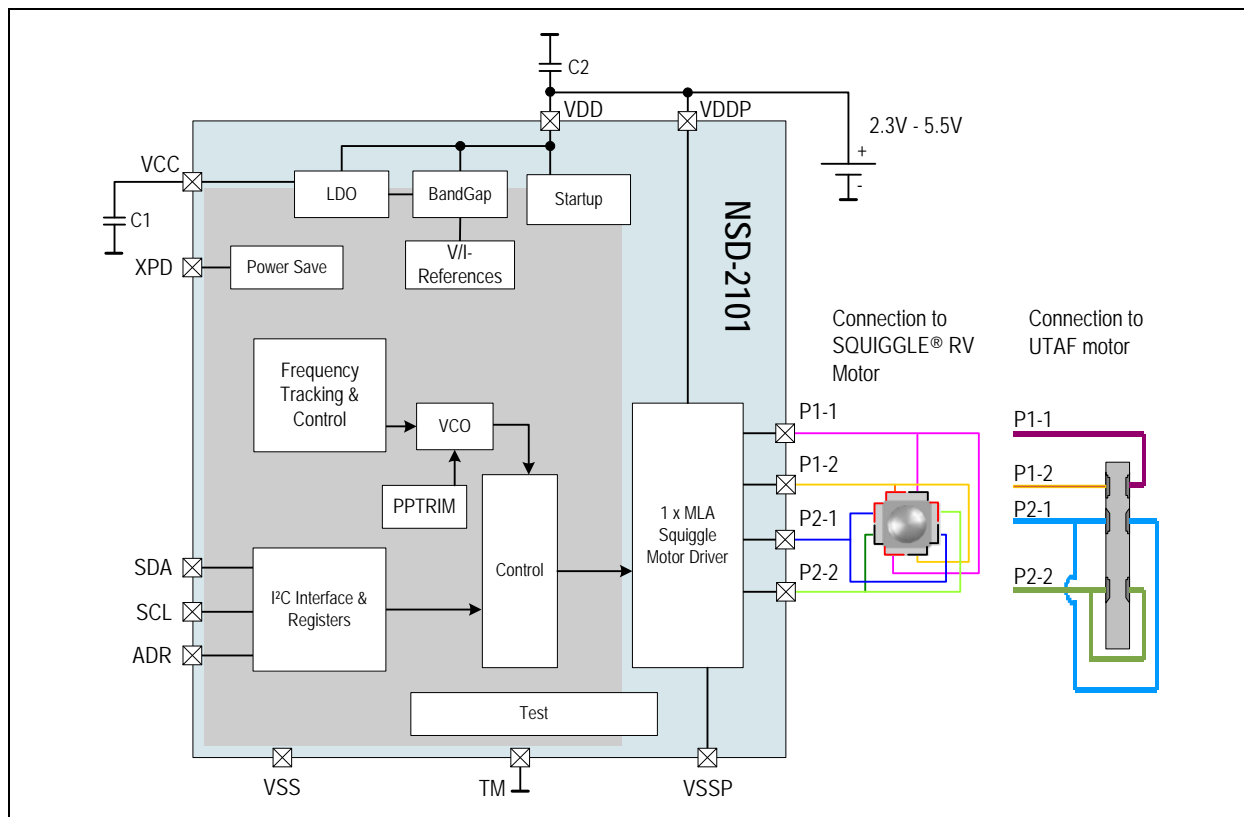 C2
VDD
VDDP
2.3V - 5.5V
+
-
VCC
LDO
BandGap
Startup
C1
NSD-2101
V/I-
References
XPD
Power Save
Connection to
SQUIGGLE® RV
Motor
Connection to
UTAF motor
Frequency
Tracking &
Control
VCO
P1-1
P1-1
PPTRIM
P1-2
P1-2
1 x MLA
Squiggle
Motor Driver
P2-1
P2-1
SDA
Control
P2-2
P2-2
I²C Interface &
Registers
SCL
ADR
Test
VSS
TM
VSSP